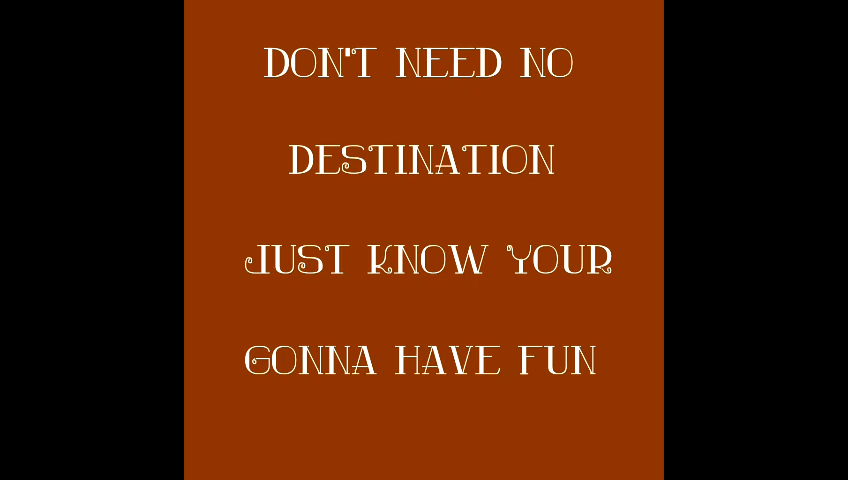 DON'T NEED NO
DESTINATION
JUST KNOW YOUR
GONNA HAVE FUN